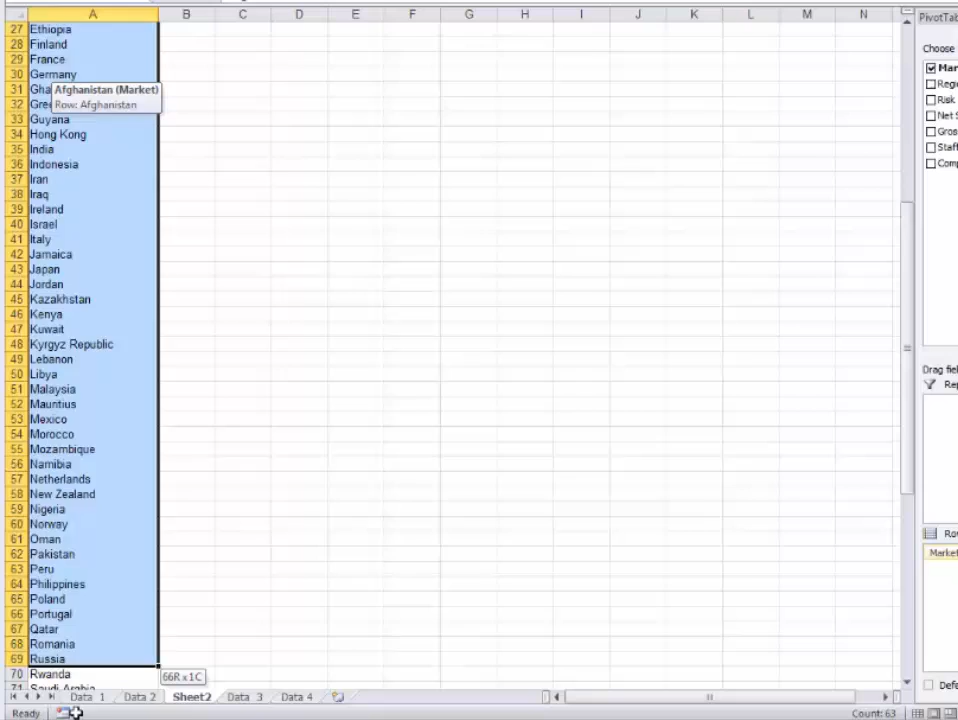 A B C D E F G H I J K L M N PivotTab
27 Ethiopia
28 Finland
Choose
29 France
30 Germany
Mar
31 Gha
Afghanistan (Market)
Regi
32 Gree
Row: Afghanistan
Risk
33 Guyana
Net S
34 Hong Kong
Gros
35 India
Staff
36 Indonesia
Comp
37 Iran
38 Iraq
39 Ireland
40 Israel
41 Italy
42 Jamaica
43 Japan
44 Jordan
45 Kazakhstan
46 Kenya
47 Kuwait
48 Kyrgyz Republic
49 Lebanon
50 Libya
Drag fiel
51 Malaysia
Rep
52 Mauritius
53 Mexico
54 Morocco
55 Mozambique
56 Namibia
57 Netherlands
58 New Zealand
59 Nigeria
60 Norway
61 Oman
Row
62 Pakistan
Market
63 Peru
64 Philippines
65 Poland
66 Portugal
67 Qatar
68 Romania
69 Russia
70 Rwanda
66R x 1C
71 Saudi Arabia
Defe
Data 1 Data 2 Sheet2 Data 3 Data 4
Ready Count: 63